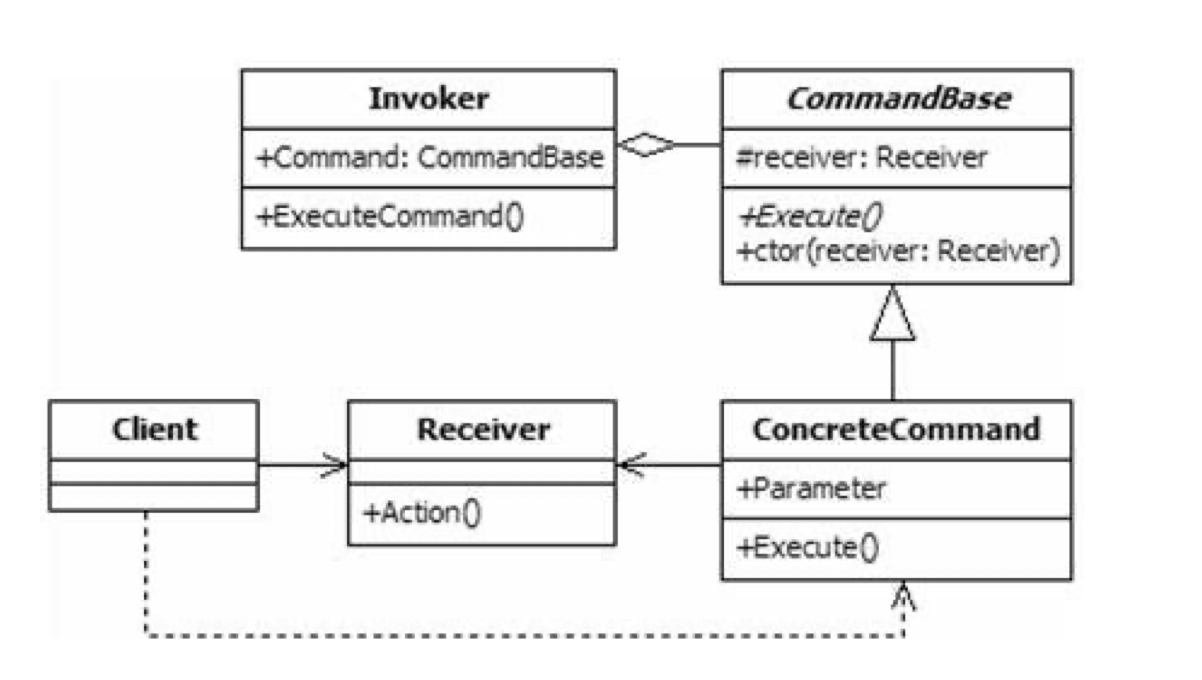 Invoker
+Command: CommandBase
+ExecuteCommand()
CommandBase
#receiver: Receiver
+Execute()
+ctor(receiver: Receiver)
Client
Receiver
+Action()
ConcreteCommand
+Parameter
+Execute()